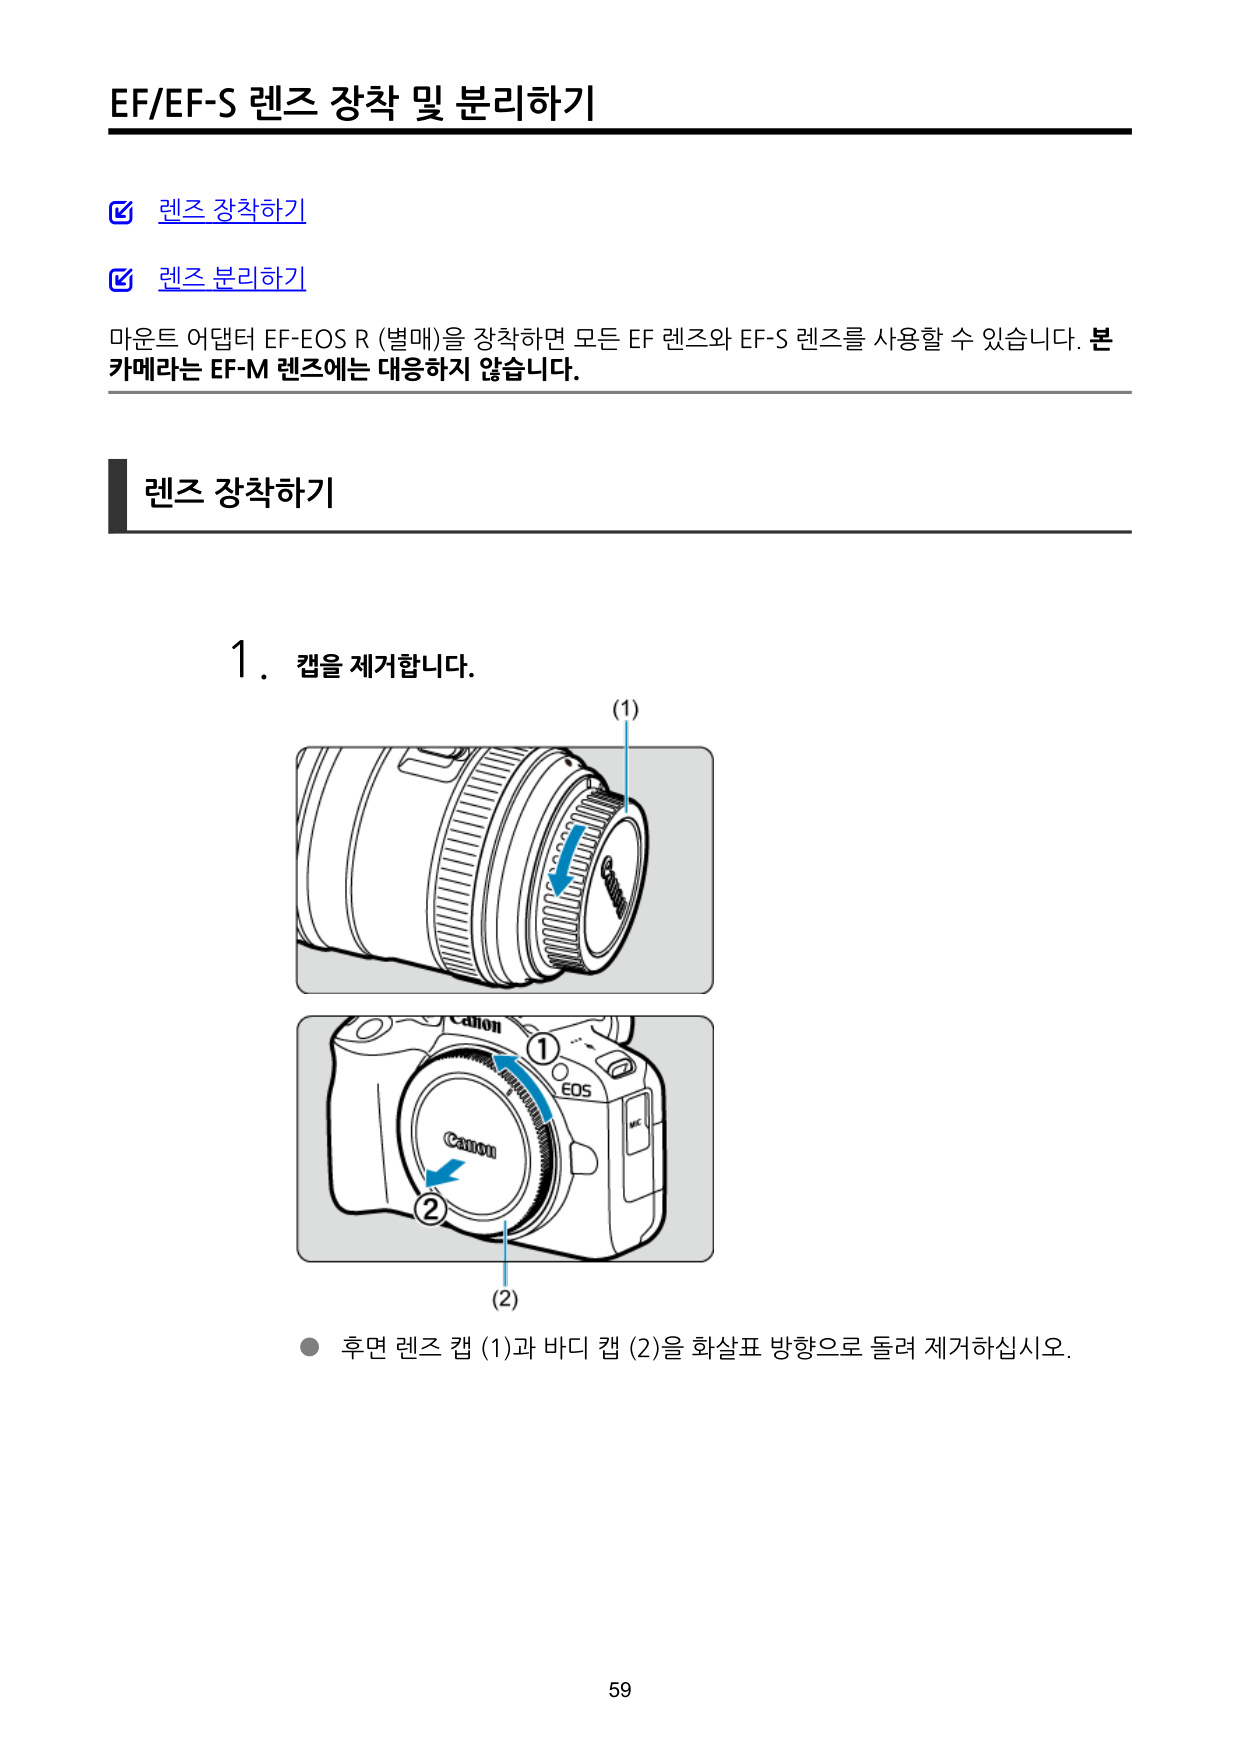 EF/EF-S 렌즈 장착 및 분리하기
렌즈 장착하기
렌즈 분리하기
마운트 어댑터 EF-EOS R (별매)을 장착하면 모든 EF 렌즈와 EF-S 렌즈를 사용할 수 있습니다. 본
카메라는 EF-M 렌즈에는 대응하지 않습니다.
렌즈 장착하기
1. 캡을 제거합니다.
(1)
Canon
Canon
①
EOS
MIC
Canon
②
(2)
● 후면 렌즈 캡 (1)과 바디 캡 (2)을 화살표 방향으로 돌려 제거하십시오.
59